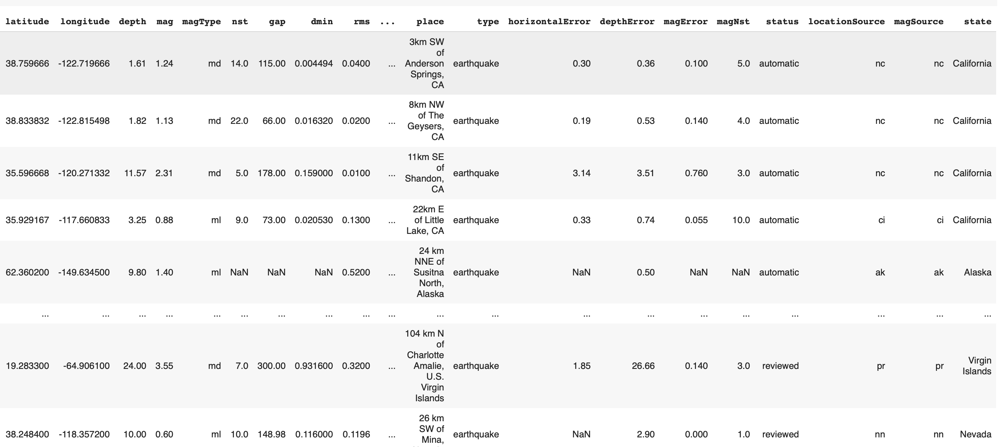 latitude longitude depth mag magType nst gap dmin rms ... place type horizontalError depthError magError magNst status locationSource magSource state
38.759666 -122.719666 1.61 1.24 md 14.0 115.00 0.004494 0.0400 ... 3km SW of Anderson Springs, CA earthquake 0.30 0.36 0.100 5.0 automatic nc nc California
38.833832 -122.815498 1.82 1.13 md 22.0 66.00 0.016320 0.0200 ... 8km NW of The Geysers, CA earthquake 0.19 0.53 0.140 4.0 automatic nc nc California
35.596668 -120.271332 11.57 2.31 md 5.0 178.00 0.159000 0.0100 ... 11km SE of Shandon, CA earthquake 3.14 3.51 0.760 3.0 automatic nc nc California
35.929167 -117.660833 3.25 0.88 ml 9.0 73.00 0.020530 0.1300 ... 22km E of Little Lake, CA earthquake 0.33 0.74 0.055 10.0 automatic ci ci California
62.360200 -149.634500 9.80 1.40 ml NaN NaN NaN 0.5200 ... 24 km NNE of Susitna North, Alaska earthquake NaN 0.50 NaN NaN automatic ak ak Alaska
... ... ... ... ... ... ... ... ... ... ... ... ... ... ... ... ... ... ... ...
19.283300 -64.906100 24.00 3.55 md 7.0 300.00 0.931600 0.3200 ... 104 km N of Charlotte Amalie, U.S. Virgin Islands earthquake 1.85 26.66 0.140 3.0 reviewed pr pr Virgin Islands
38.248400 -118.357200 10.00 0.60 ml 10.0 148.98 0.116000 0.1196 ... 26 km SW of Mina, earthquake NaN 2.90 0.000 1.0 reviewed nn nn Nevada